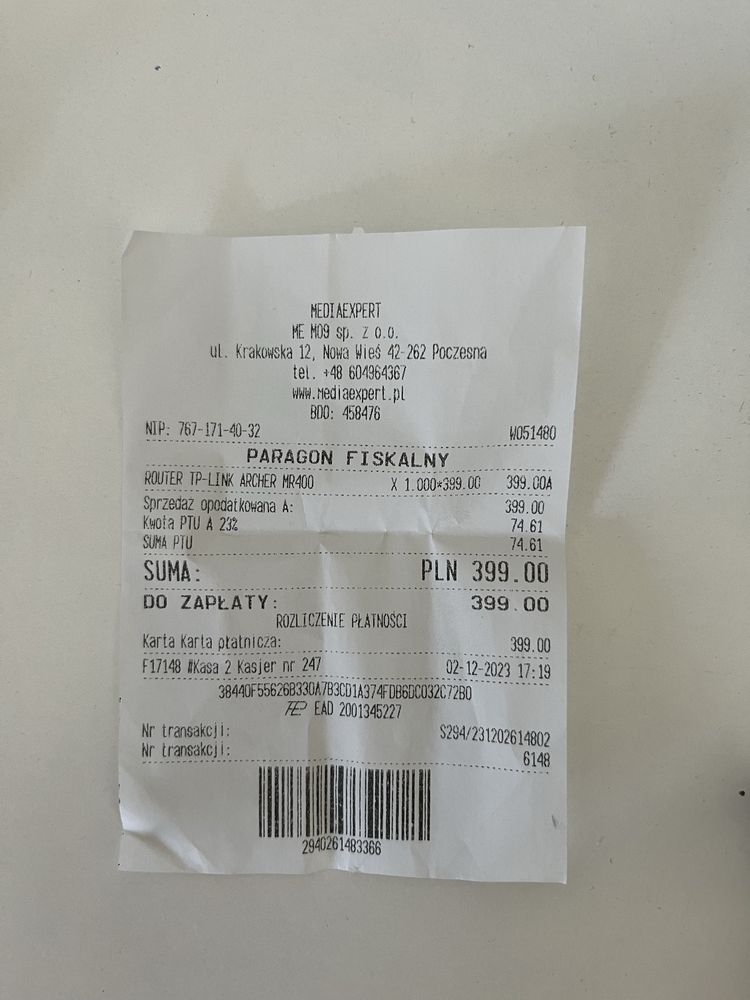 MEDIAEXPERT
ME M09 sp. z o.o.
ul. Krakowska 12, Nowa Wieś 42-262 Poczesna
tel. +48 604964367
www.mediaexpert.pl
BDO: 458476
NIP: 767-171-40-32 W051480
PARAGON FISKALNY
ROUTER TP-LINK ARCHER MR400 X 1.000*399.00 399.00A
Sprzedaż opodatkowana A: 399.00
Kwota PTU A 23% 74.61
SUMA PTU 74.61
SUMA: PLN 399.00
DO ZAPŁATY: 399.00
ROZLICZENIE PŁATNOŚCI
Karta Karta płatnicza: 399.00
F17148 #Kasa 2 Kasjer nr 247 02-12-2023 17:19
38440F55626B330A7B3CD1A374FDB6DC032C72B0
EAD 2001345227
Nr transakcji: S294/231202614802
Nr transakcji: 6148
2940261483366